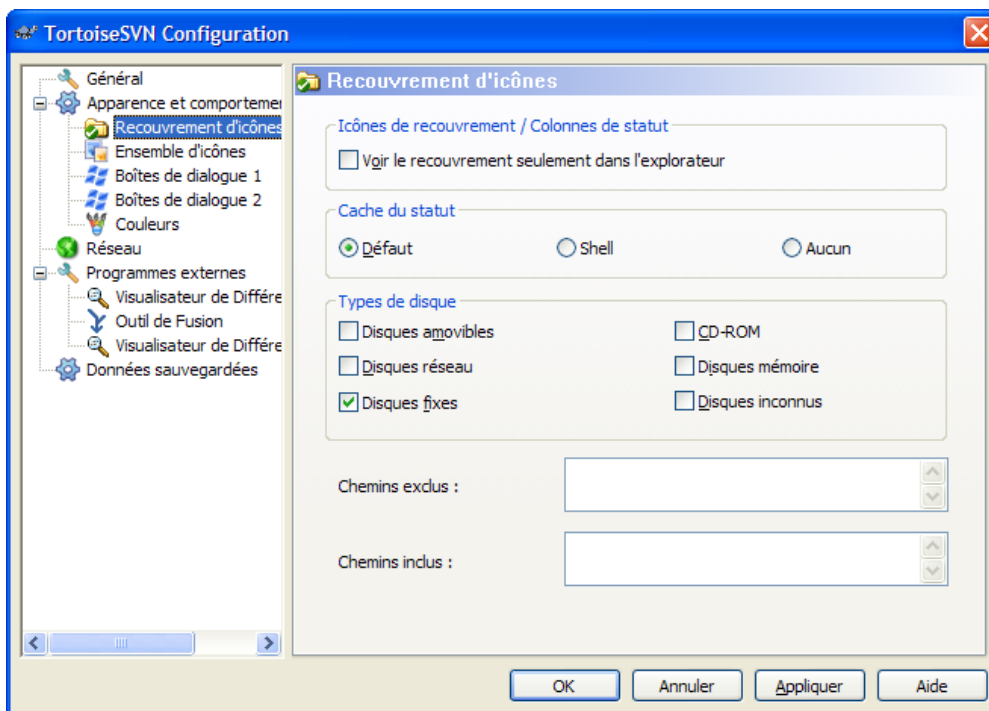 TortoiseSVN Configuration
Général
Apparence et comportemen
Recouvrement d'icônes
Ensemble d'icônes
Boîtes de dialogue 1
Boîtes de dialogue 2
Couleurs
Réseau
Programmes externes
Visualisateur de Différe
Outil de Fusion
Visualisateur de Différe
Données sauvegardées
Recouvrement d'icônes
Icônes de recouvrement / Colonnes de statut
Voir le recouvrement seulement dans l'explorateur
Cache du statut
Défaut Shell Aucun
Types de disque
Disques amovibles CD-ROM
Disques réseau Disques mémoire
Disques fixes Disques inconnus
Chemins exclus :
Chemins inclus :
OK Annuler Appliquer Aide